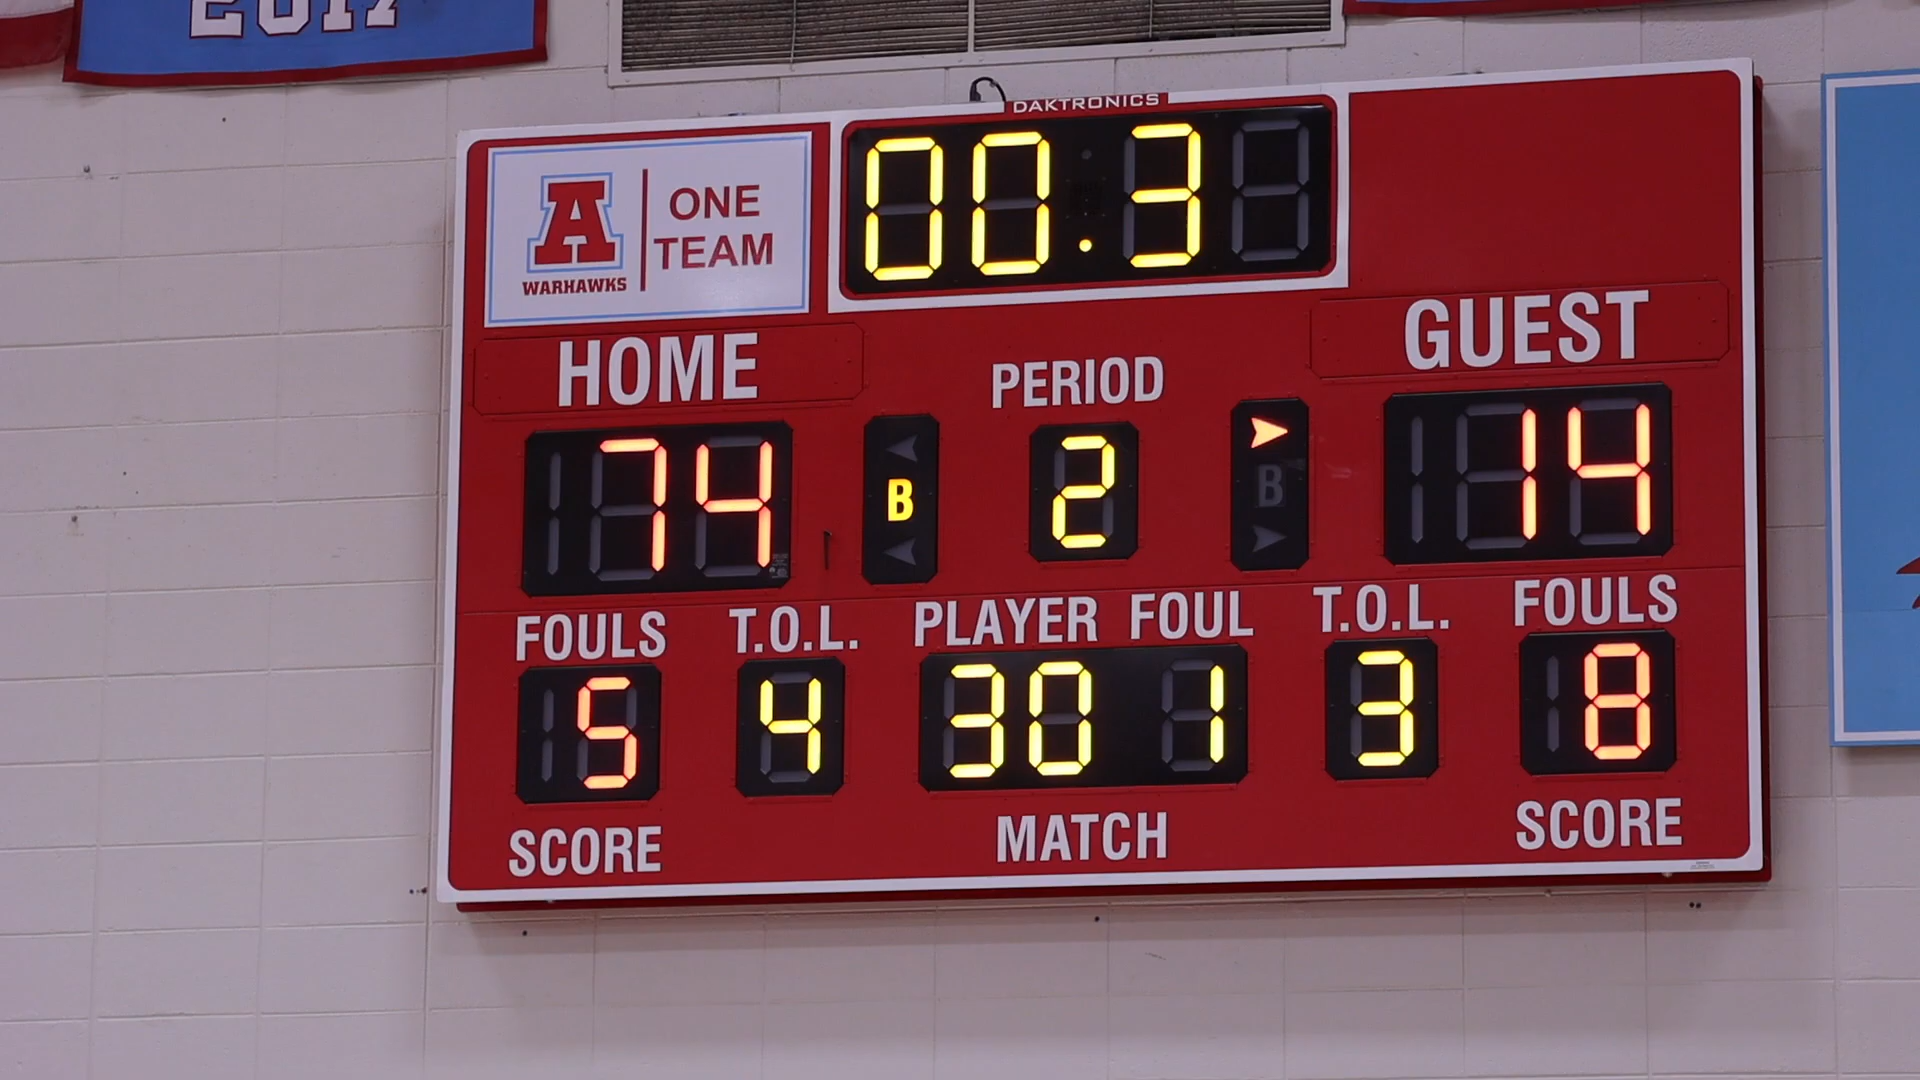 2017
DAKTRONICS
00.3
A
WARHAWKS
ONE
TEAM
HOME
PERIOD
GUEST
74
B
2
B
14
FOULS
T.O.L.
PLAYER FOUL
T.O.L.
FOULS
5
4
30 1
3
8
SCORE
MATCH
SCORE